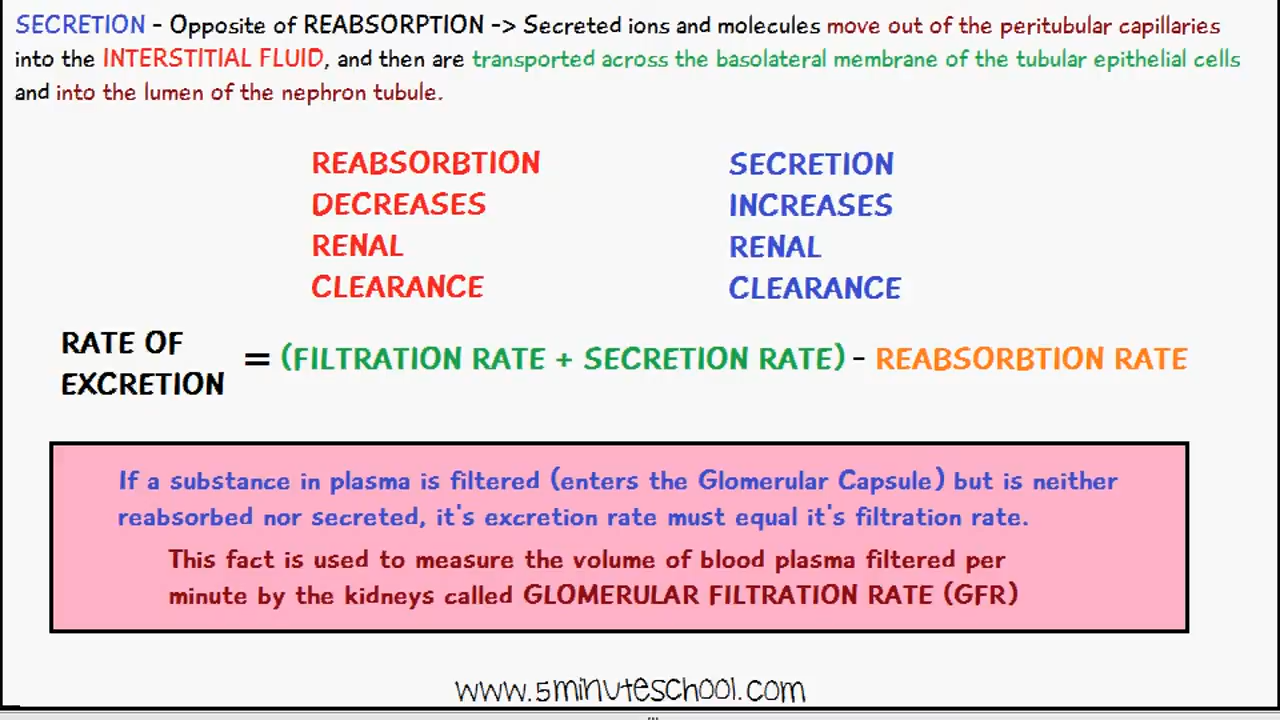 SECRETION - Opposite of REABSORPTION -> Secreted ions and molecules move out of the peritubular capillaries
into the INTERSTITIAL FLUID, and then are transported across the basolateral membrane of the tubular epithelial cells
and into the lumen of the nephron tubule.
REABSORBTION
DECREASES
RENAL
CLEARANCE
SECRETION
INCREASES
RENAL
CLEARANCE
RATE OF
EXCRETION
= (FILTRATION RATE + SECRETION RATE) - REABSORBTION RATE
If a substance in plasma is filtered (enters the Glomerular Capsule) but is neither
reabsorbed nor secreted, it's excretion rate must equal it's filtration rate.
This fact is used to measure the volume of blood plasma filtered per
minute by the kidneys called GLOMERULAR FILTRATION RATE (GFR)
www.5minuteschool.com